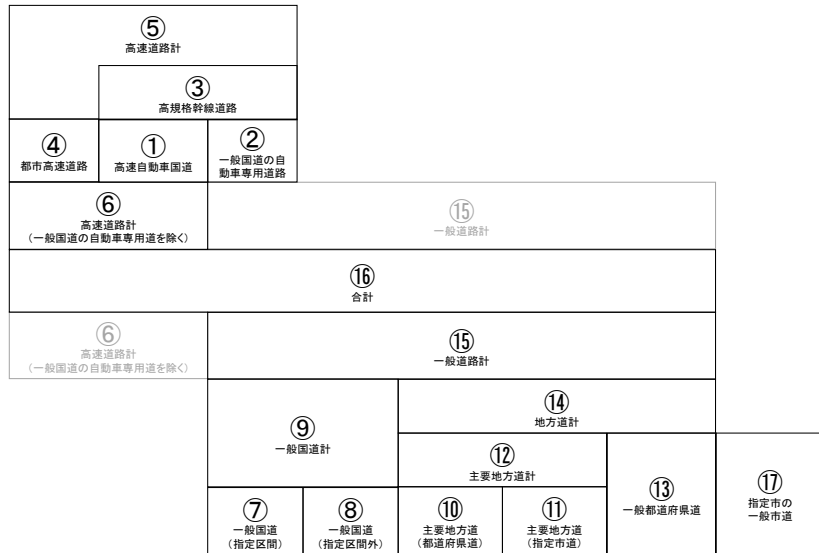 ⑤
高速道路計
③
高規格幹線道路
④
都市高速道路
①
高速自動車国道
②
一般国道の自
動車専用道路
⑥
高速道路計
（一般国道の自動車専用道を除く）
⑮
一般道路計
⑯
合計
⑥
高速道路計
（一般国道の自動車専用道を除く）
⑮
一般道路計
⑨
一般国道計
⑭
地方道計
⑫
主要地方道計
⑬
一般都道府県道
⑰
指定市の
一般市道
⑦
一般国道
（指定区間）
⑧
一般国道
（指定区間外）
⑩
主要地方道
（都道府県道）
⑪
主要地方道
（指定市道）